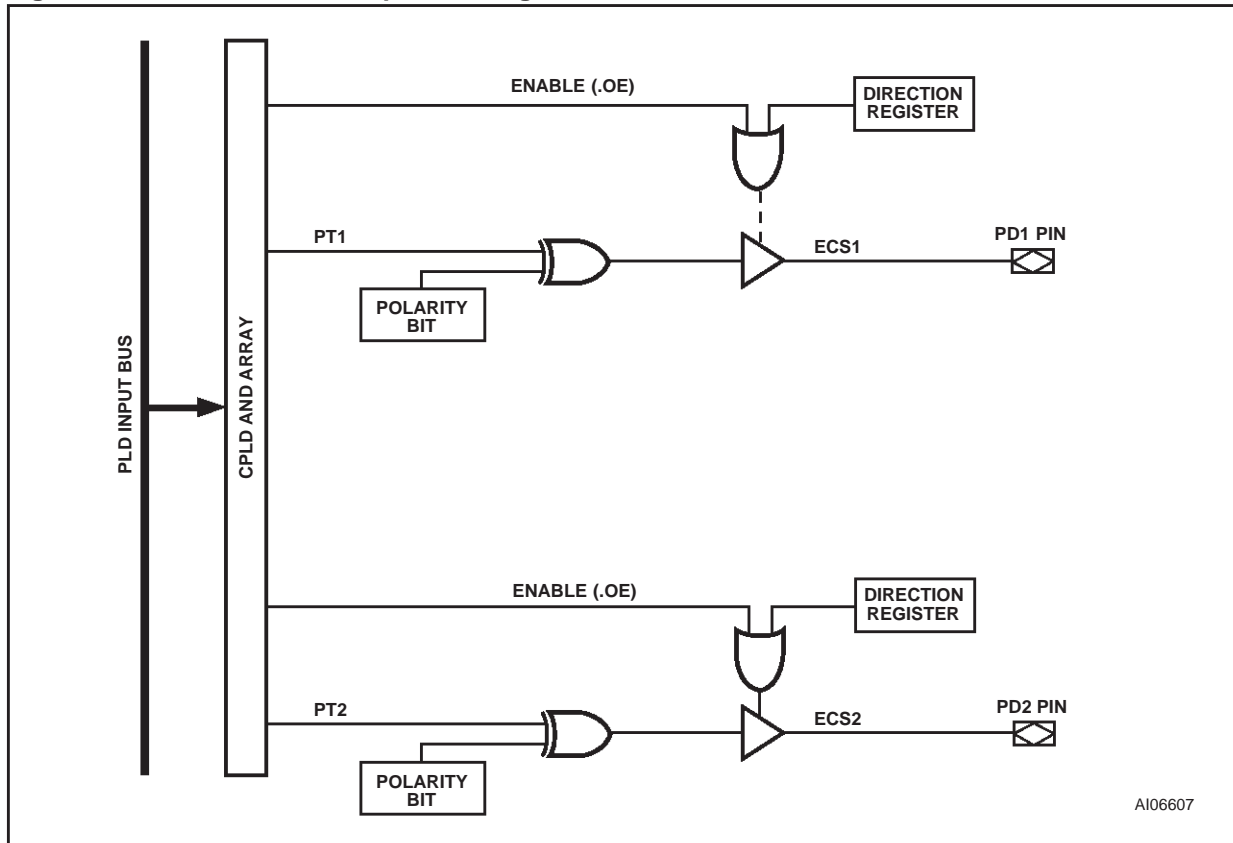 ENABLE (.OE)
DIRECTION
REGISTER
PT1
ECS1
PD1 PIN
POLARITY
BIT
PLD INPUT BUS
CPLD AND ARRAY
ENABLE (.OE)
DIRECTION
REGISTER
PT2
ECS2
PD2 PIN
POLARITY
BIT
AI06607